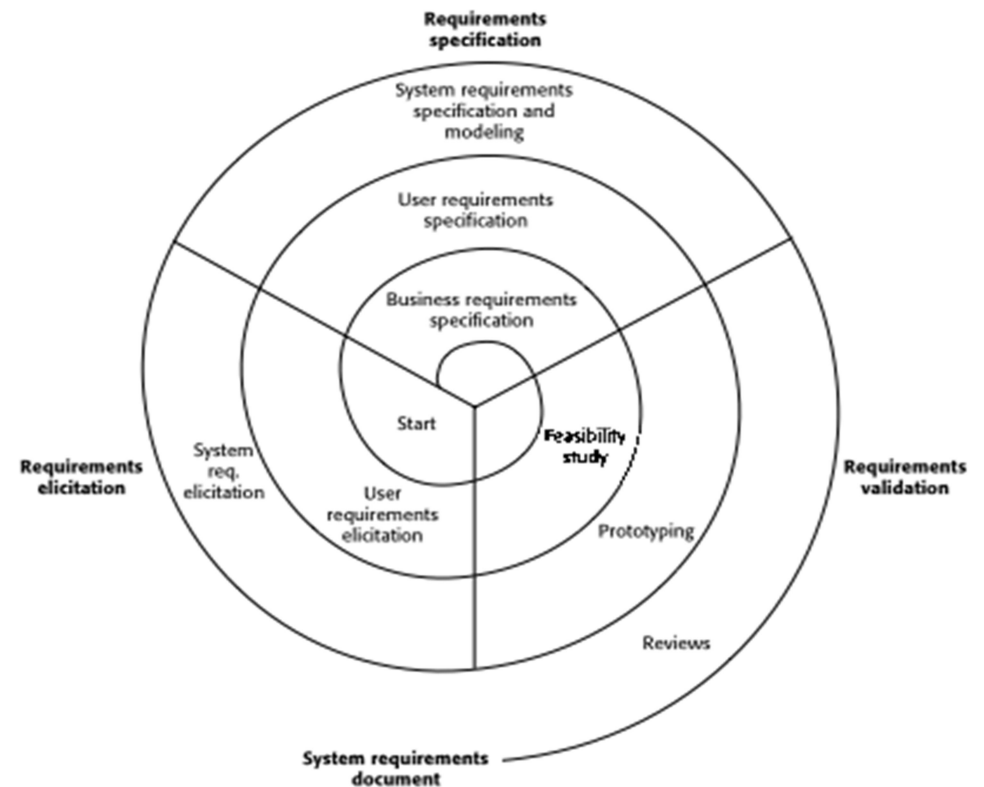 Requirements
specification
System requirements
specification and
modeling
User requirements
specification
Business requirements
specification
Start
Feasibility
study
System
req.
elicitation
Requirements
elicitation
Requirements
validation
User
requirements
elicitation
Prototyping
Reviews
System requirements
document